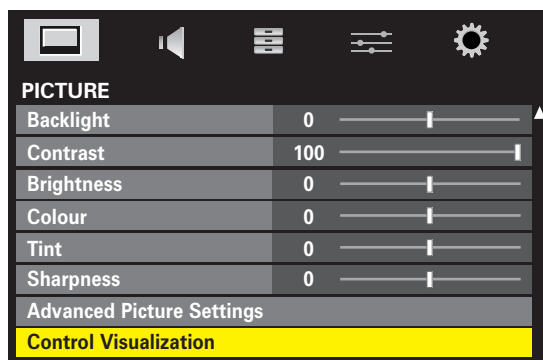 PICTURE
Backlight 0
Contrast 100
Brightness 0
Colour 0
Tint 0
Sharpness 0
Advanced Picture Settings
Control Visualization